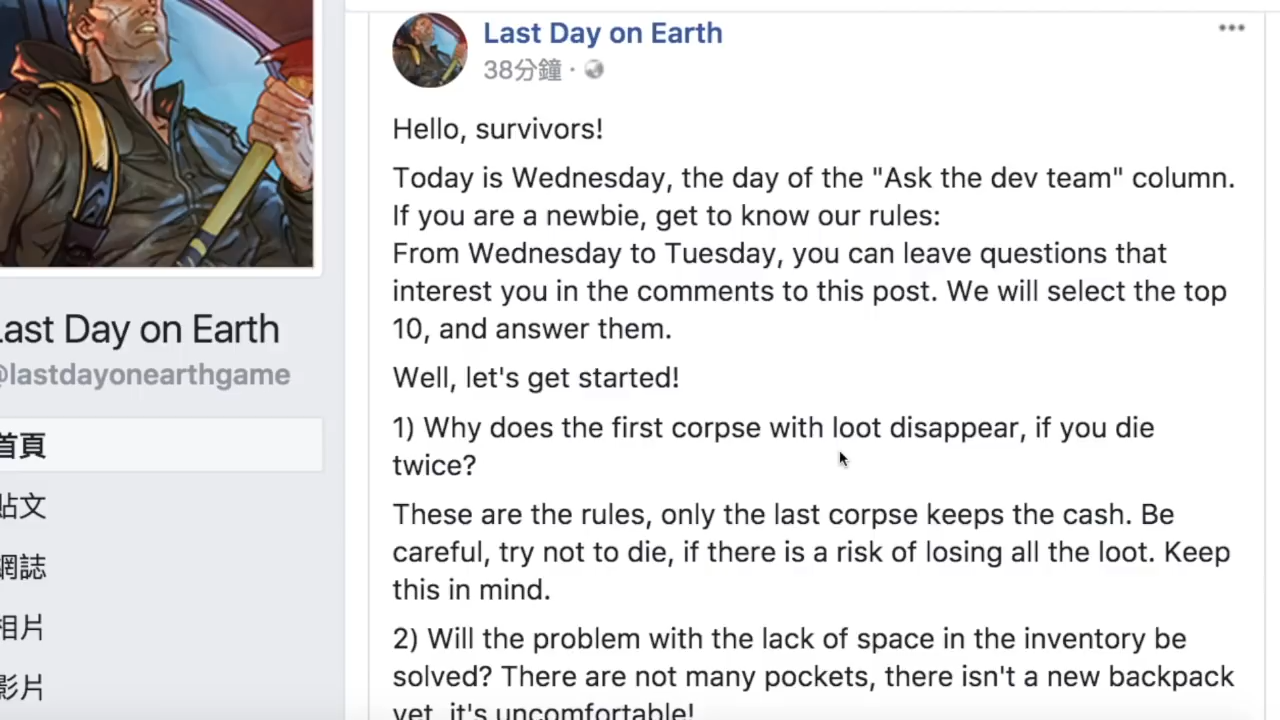 Last Day on Earth
38分鐘 ·
Hello, survivors!
Today is Wednesday, the day of the "Ask the dev team" column.
If you are a newbie, get to know our rules:
From Wednesday to Tuesday, you can leave questions that
interest you in the comments to this post. We will select the top
10, and answer them.
Well, let's get started!
1) Why does the first corpse with loot disappear, if you die
twice?
These are the rules, only the last corpse keeps the cash. Be
careful, try not to die, if there is a risk of losing all the loot. Keep
this in mind.
2) Will the problem with the lack of space in the inventory be
solved? There are not many pockets, there isn't a new backpack
yet, it's uncomfortable!
Last Day on Earth
@lastdayonearthgame
首頁
貼文
網誌
相片
影片